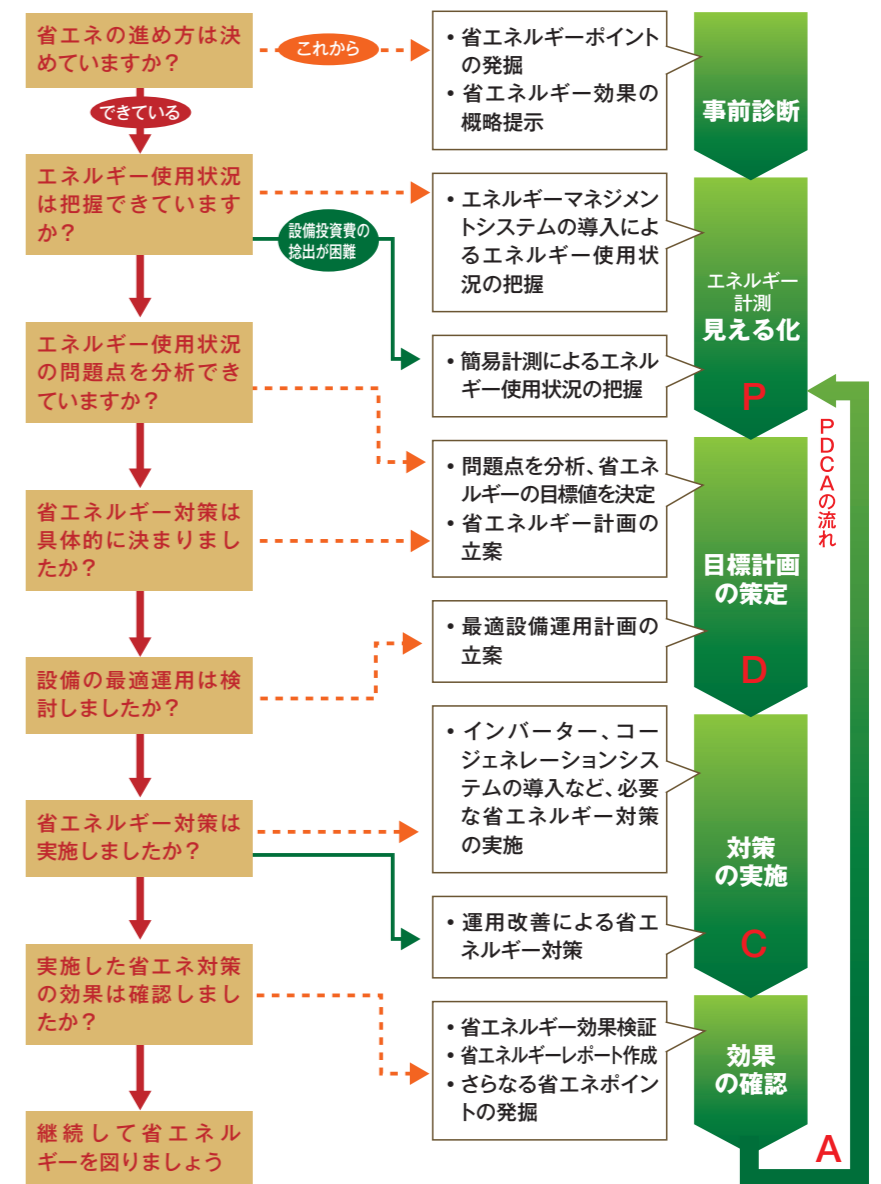 省エネの進め方は決
めていますか？
これから
・省エネルギーポイント
の発掘
・省エネルギー効果の
概略提示
事前診断
できている
エネルギー使用状況
は把握できています
か？
設備投資費の
捻出が困難
・エネルギーマネジメン
トシステムの導入によ
るエネルギー使用状
況の把握
エネルギー
計測
見える化
P
エネルギー使用状況
の問題点を分析でき
ていますか？
・簡易計測によるエネル
ギー使用状況の把握
PDCAの流れ
省エネルギー対策は
具体的に決まりまし
たか？
・問題点を分析、省エネ
ルギーの目標値を決定
・省エネルギー計画の
立案
目標計画
の策定
D
設備の最適運用は検
討しましたか？
・最適設備運用計画の
立案
省エネルギー対策は
実施しましたか？
・インバーター、コー
ジェネレーションシス
テムの導入など、必要
な省エネルギー対策
の実施
対策
の実施
C
・運用改善による省エ
ネルギー対策
実施した省エネ対策
の効果は確認しまし
たか？
・省エネルギー効果検証
・省エネルギーレポート作成
・さらなる省エネポイン
トの発掘
効果
の確認
A
継続して省エネル
ギーを図りましょう